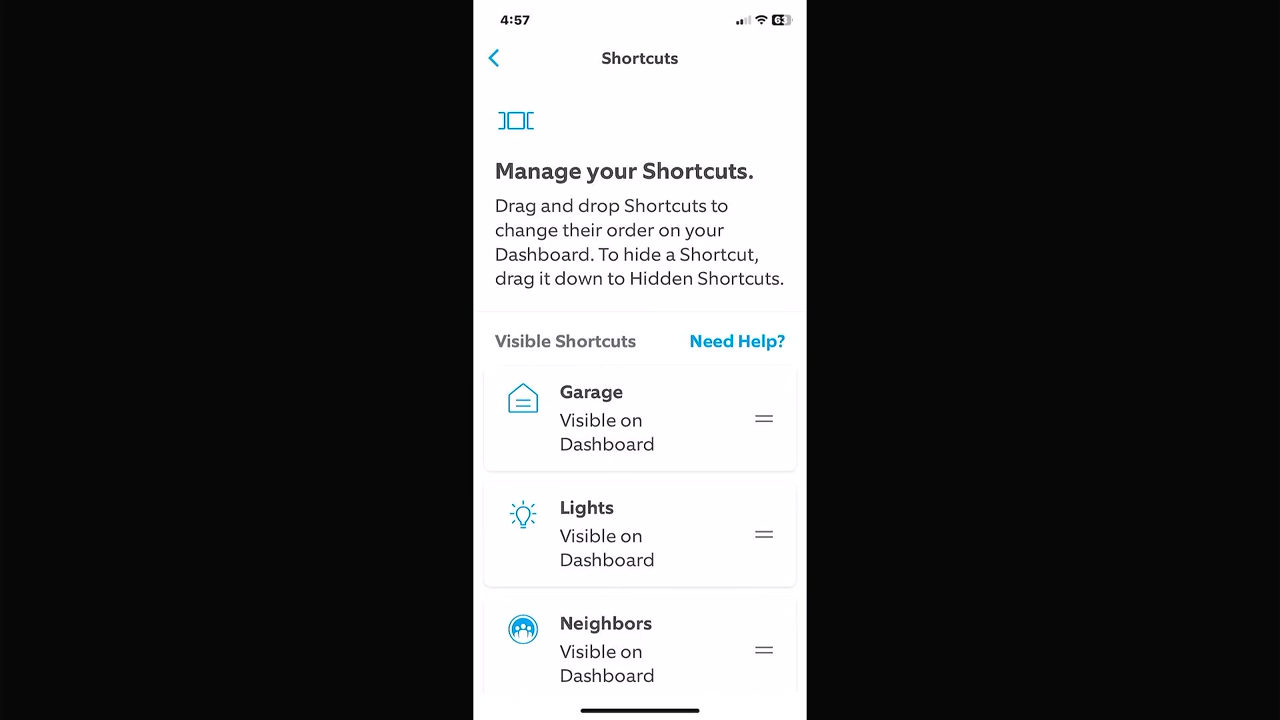 4:57
63
Shortcuts
Manage your Shortcuts.
Drag and drop Shortcuts to
change their order on your
Dashboard. To hide a Shortcut,
drag it down to Hidden Shortcuts.
Visible Shortcuts Need Help?
Garage
Visible on
Dashboard
Lights
Visible on
Dashboard
Neighbors
Visible on
Dashboard